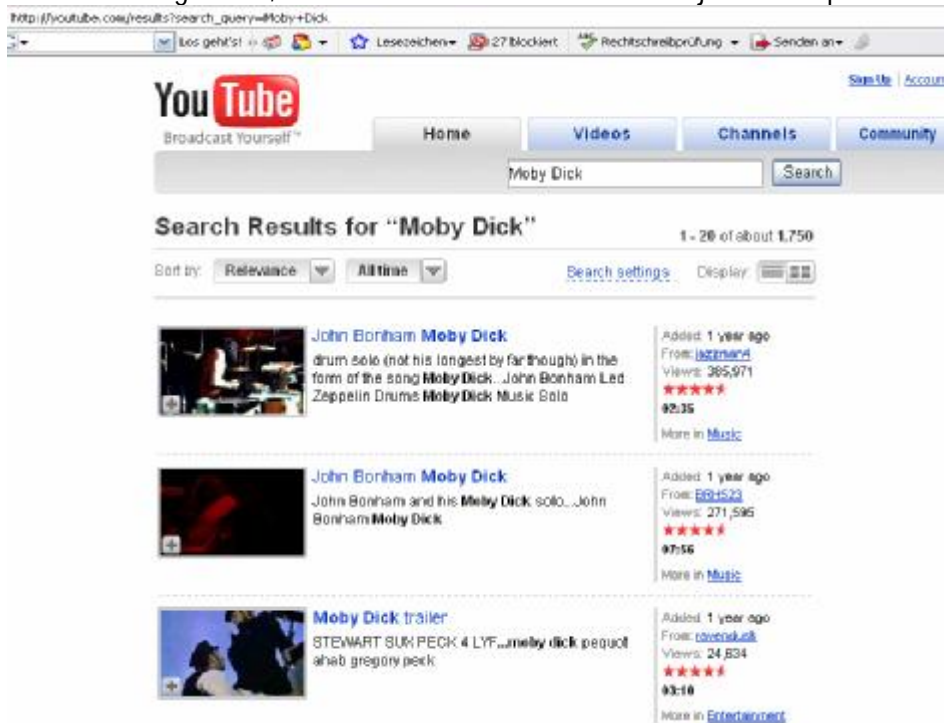 http://youtube.com/results?search_query=Moby+Dick
Los geht's! 27 blockiert Lesezeichen Rechtschreibprüfung Senden an
Sign Up | Accoun
You Tube
Broadcast Yourself™
Home Videos Channels Community
Moby Dick Search
Search Results for “Moby Dick”
1 - 20 of about 1,750
Sort by: Relevance All time Search settings Display:
John Bonham Moby Dick
drum solo (not his longest by far though) in the
form of the song Moby Dick...John Bonham Led
Zeppelin Drums Moby Dick Music Solo
Added: 1 year ago
From: jazzman4
Views: 385,971
02:35
More in Music
John Bonham Moby Dick
John Bonham and his Moby Dick solo...John
Bonham Moby Dick
Added: 1 year ago
From:
Views: 271,595
07:56
More in Music
Moby Dick trailer
STEWART SUX PECK 4 LYF...moby dick pequot
ahab gregory peck
Added: 1 year ago
From:
Views: 24,634
03:10
More in Entertainment